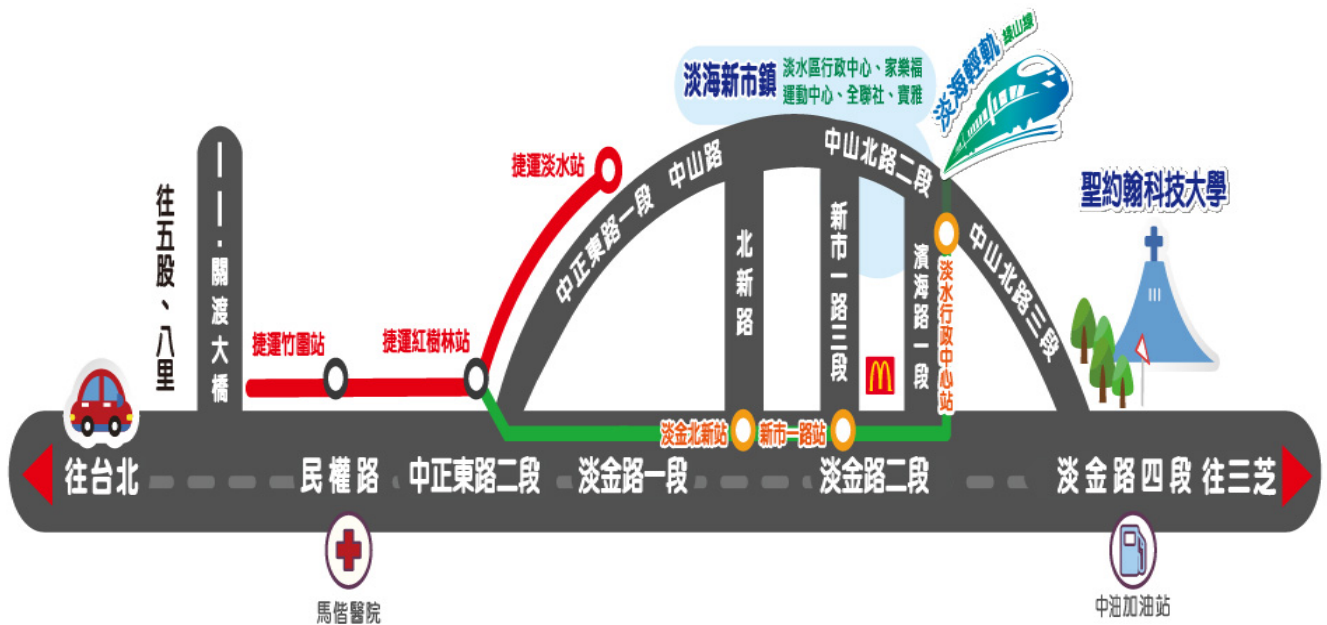 淡海新市鎮
淡水區行政中心、家樂福
運動中心、全聯社、寶雅
淡海輕軌 綠山線
聖約翰科技大學
捷運淡水站
中正東路一段
中山路
中山北路二段
中山北路三段
往五股、八里
關渡大橋
北新路
新市一路三段
濱海路一段
淡水行政中心站
捷運竹圍站
捷運紅樹林站
淡金北新站
新市一路站
往台北
民權路
中正東路二段
淡金路一段
淡金路二段
淡金路四段
往三芝
馬偕醫院
中油加油站